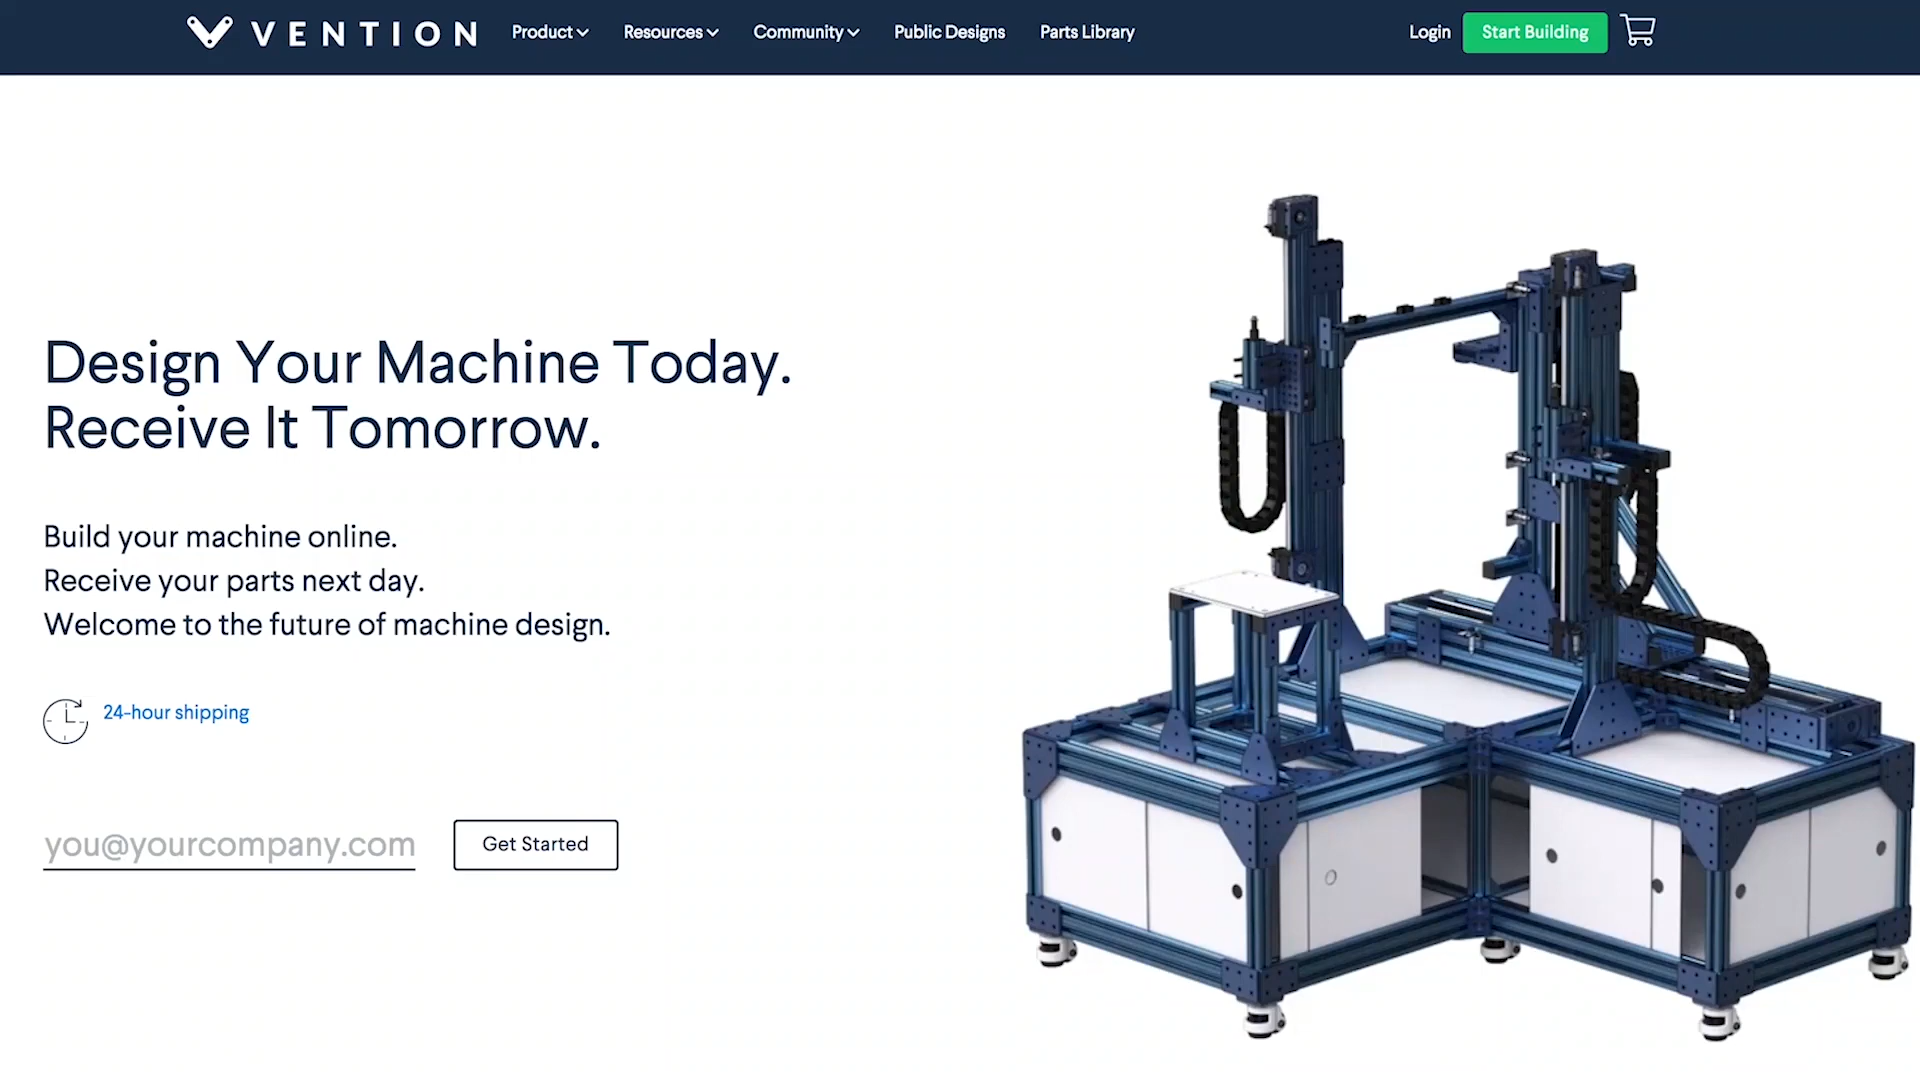 VENTION
Product
Resources
Community
Public Designs
Parts Library
Login
Start Building
Design Your Machine Today.
Receive It Tomorrow.
Build your machine online.
Receive your parts next day.
Welcome to the future of machine design.
24-hour shipping
you@yourcompany.com
Get Started